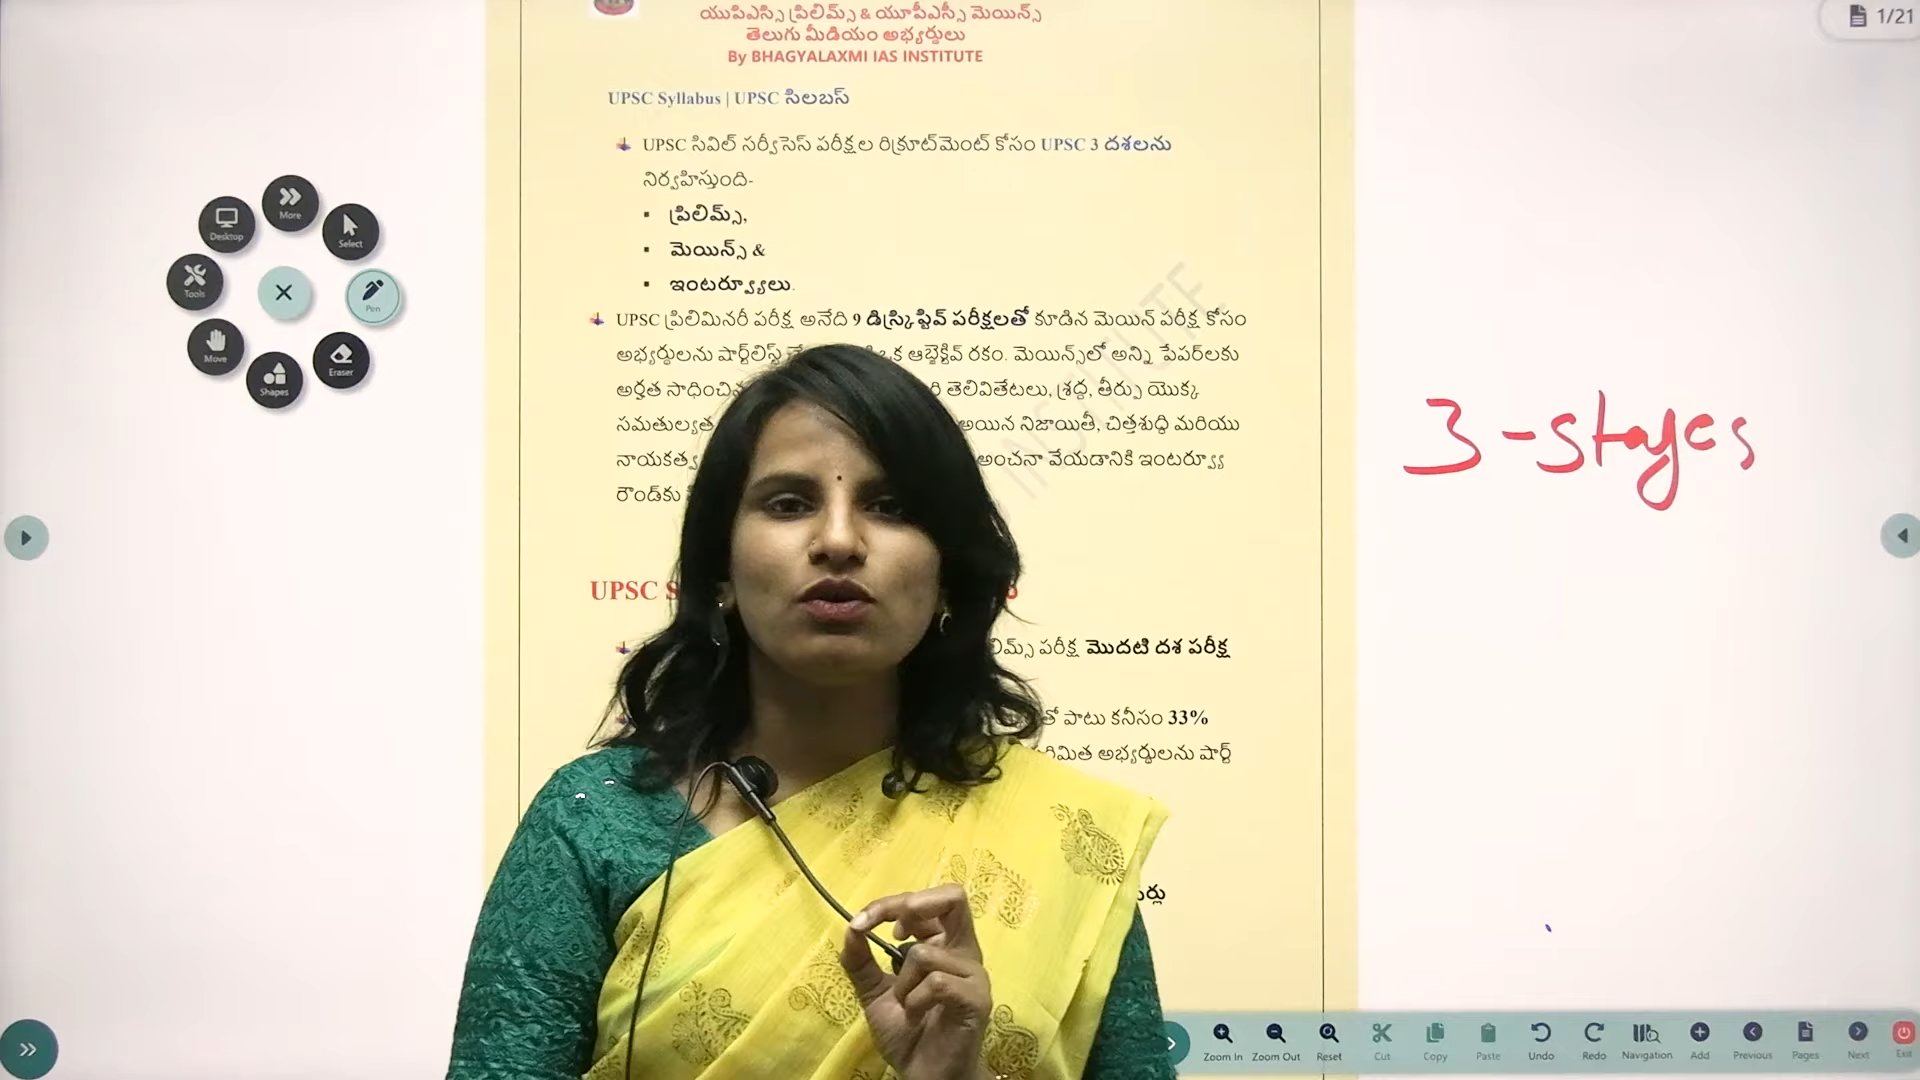 యుపిఎస్సి ప్రిలిమ్స్ & యూపీఎస్సీ మెయిన్స్
తెలుగు మీడియం అభ్యర్థులు
By BHAGYALAXMI IAS INSTITUTE
1/21
UPSC Syllabus | UPSC సిలబస్
UPSC సివిల్ సర్వీసెస్ పరీక్షల రిక్రూట్‌మెంట్ కోసం UPSC 3 దశలను
నిర్వహిస్తుంది-
ప్రిలిమ్స్,
మెయిన్స్ &
ఇంటర్వ్యూలు.
UPSC ప్రిలిమినరీ పరీక్ష అనేది 9 డిస్క్రిప్టివ్ పరీక్షలతో కూడిన మెయిన్ పరీక్ష కోసం
అభ్యర్థులను షార్ట్‌లిస్ట్ ఆబ్జెక్టివ్ రకం. మెయిన్స్‌లో అన్ని పేపర్‌లకు
అర్హత తెలివితేటలు, శ్రద్ధ, తీర్పు యొక్క
సమతుల్యత అయిన నిజాయితీ, చిత్తశుద్ధి మరియు
అంచనా వేయడానికి ఇంటర్వ్యూ
రౌండ్‌కు
INSTITUTE
3-stages
UPSC
పరీక్ష మొదటి దశ పరీక్ష
పాటు కనీసం 33%
అభ్యర్థులను షార్ట్
More
Desktop
Select
Tools
Pen
Move
Eraser
Shapes
Zoom In Zoom Out Reset Cut Copy Paste Undo Redo Navigation Add Previous Pages Next Exit